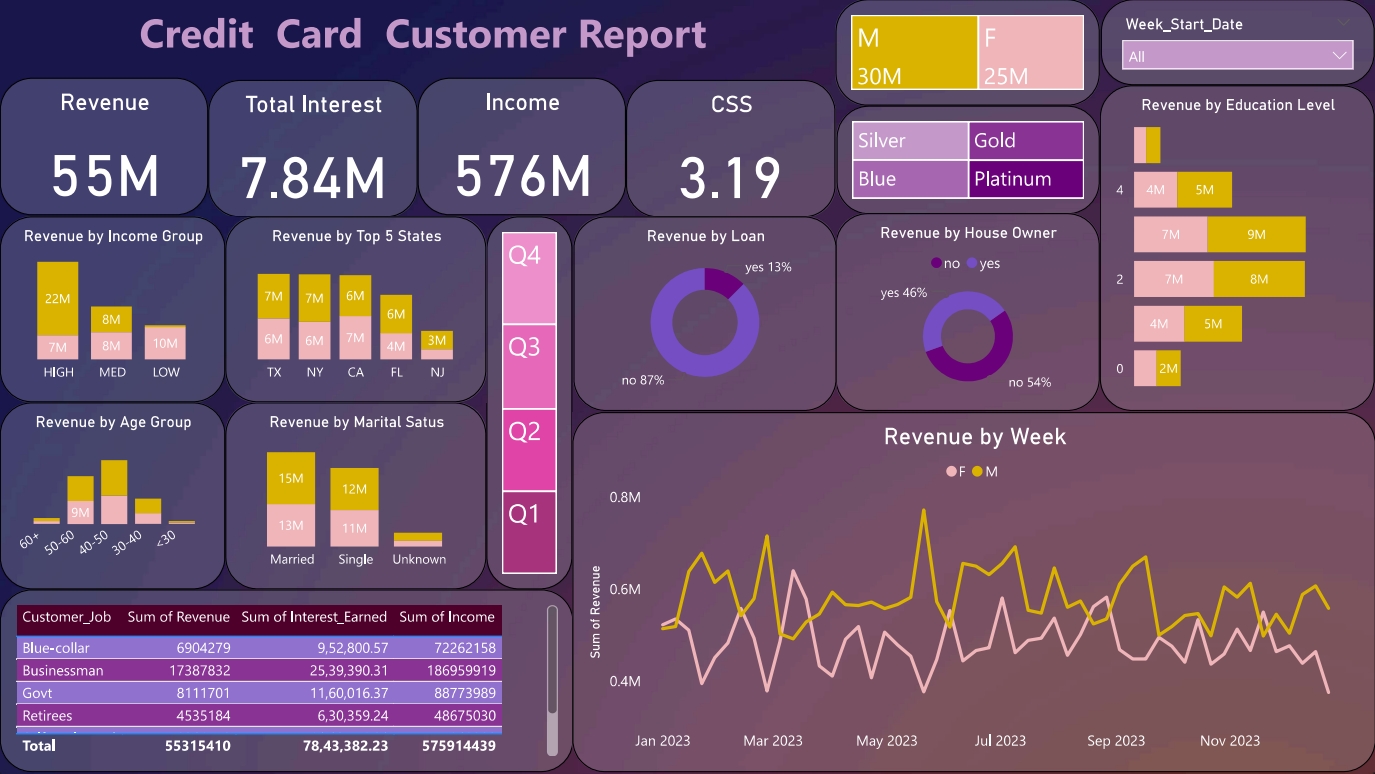 Credit Card Customer Report
M
30M
F
25M
Week_Start_Date
All
Revenue
55M
Total Interest
7.84M
Income
576M
CSS
3.19
Silver
Gold
Blue
Platinum
Revenue by Education Level
4
4M 5M
7M 9M
2
7M 8M
4M 5M
0
2M
Revenue by Income Group
22M
7M
8M
8M
10M
HIGH MED LOW
Revenue by Top 5 States
7M 7M 6M 6M 3M
6M 6M 7M 4M
TX NY CA FL NJ
Q4
Q3
Q2
Q1
Revenue by Loan
yes 13%
no 87%
Revenue by House Owner
no yes
yes 46%
no 54%
Revenue by Age Group
9M
60+ 50-60 40-50 30-40 <30
Revenue by Marital Satus
15M 12M
13M 11M
Married Single Unknown
Revenue by Week
F M
0.8M
0.6M
0.4M
Sum of Revenue
Jan 2023 Mar 2023 May 2023 Jul 2023 Sep 2023 Nov 2023
Customer_Job Sum of Revenue Sum of Interest_Earned Sum of Income
Blue-collar 6904279 9,52,800.57 72262158
Businessman 17387832 25,39,390.31 186959919
Govt 8111701 11,60,016.37 88773989
Retirees 4535184 6,30,359.24 48675030
Total 55315410 78,43,382.23 575914439